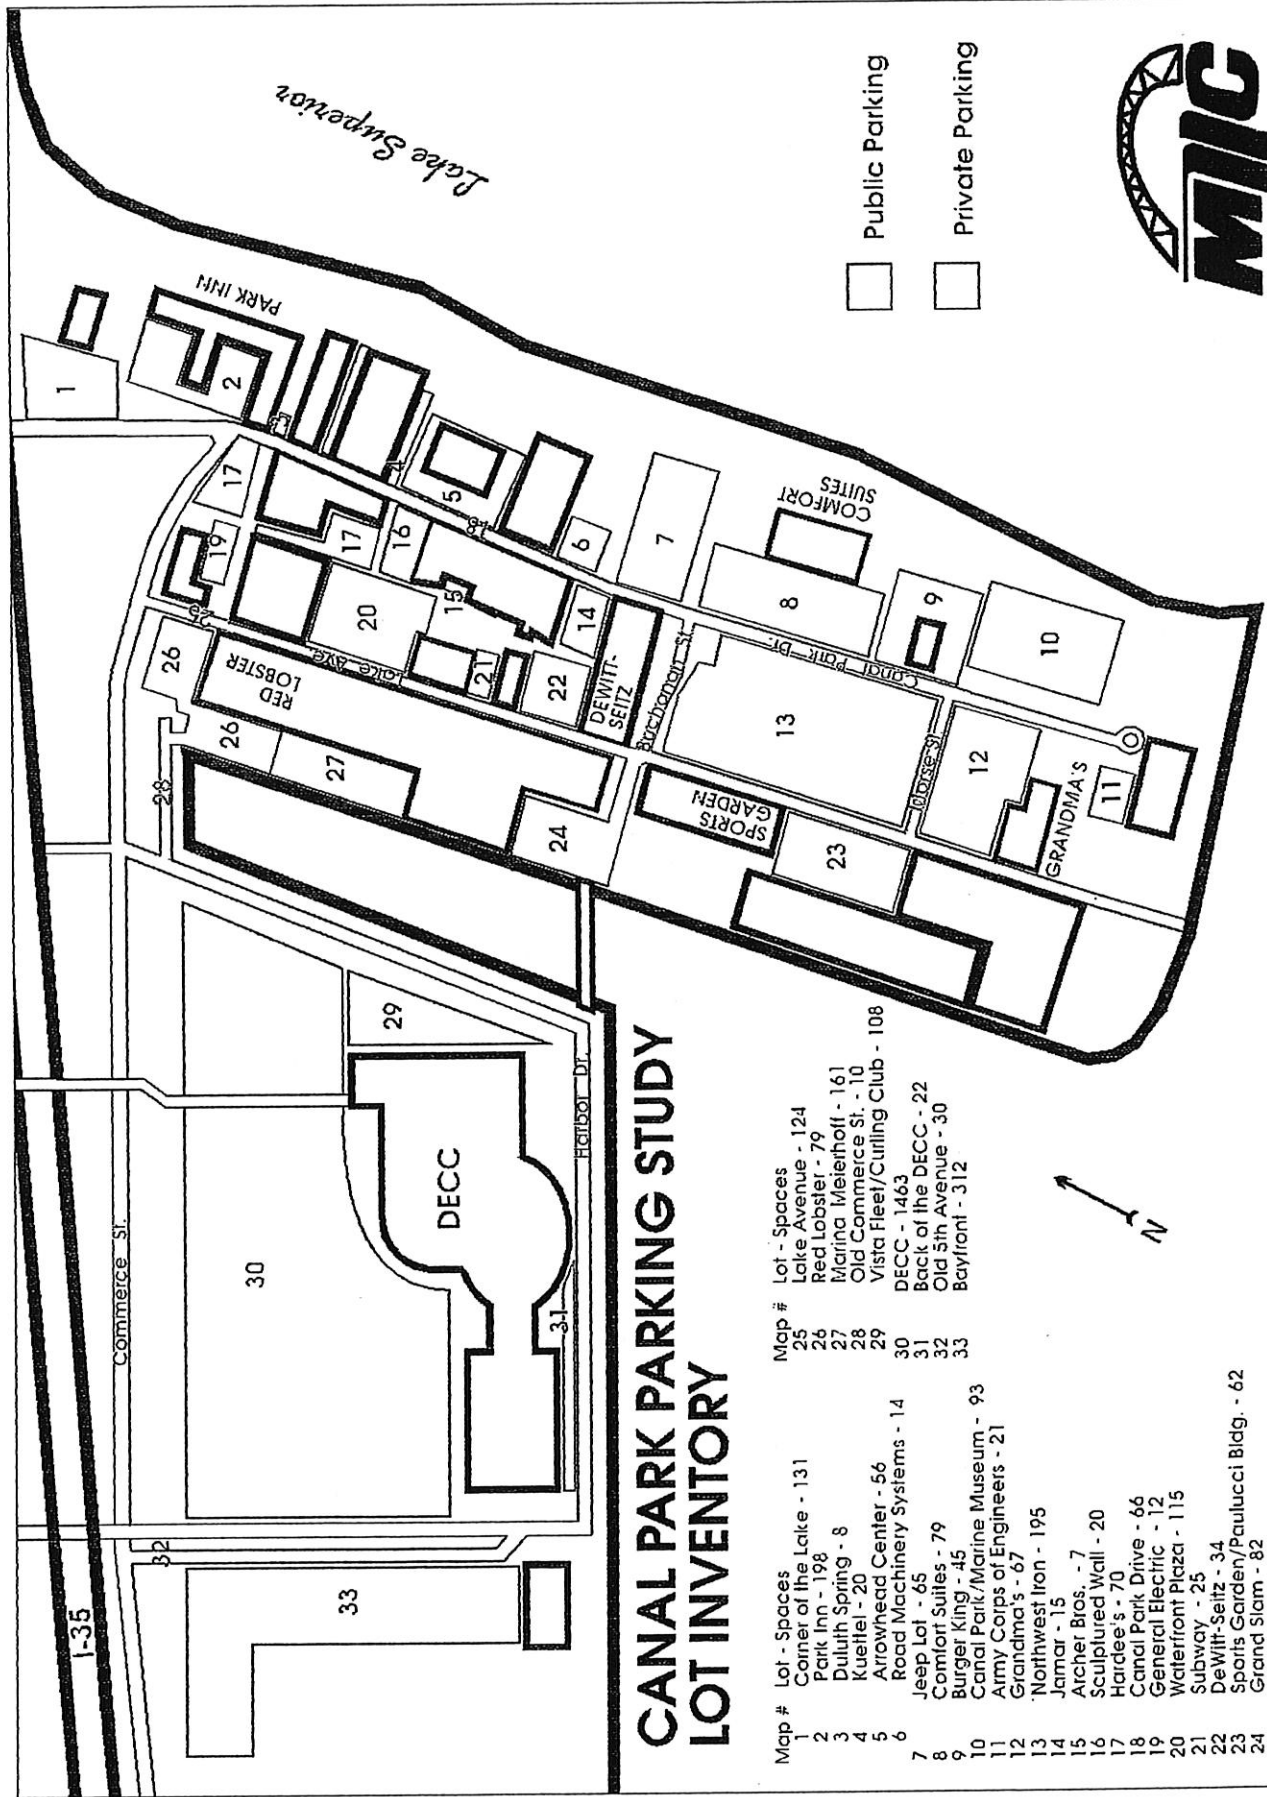 CANAL PARK PARKING STUDY
LOT INVENTORY
Map # Lot - Spaces
1 Corner of the Lake - 131
2 Park Inn - 198
3 Duluth Spring - 8
4 Kuettel - 20
5 Arrowhead Center - 56
6 Road Machinery Systems - 14
7 Jeep Lot - 65
8 Comfort Suites - 79
9 Burger King - 45
10 Canal Park/Marine Museum - 93
11 Army Corps of Engineers - 21
12 Grandma's - 67
13 Northwest Iron - 195
14 Jamar - 15
15 Archer Bros. - 7
16 Sculptured Wall - 20
17 Hardee's - 70
18 Canal Park Drive - 66
19 General Electric - 12
20 Waterfront Plaza - 115
21 Subway - 25
22 DeWitt-Seitz - 34
23 Sports Garden/Paulucci Bldg. - 62
24 Grand Slam - 82
Map # Lot - Spaces
25 Lake Avenue - 124
26 Red Lobster - 79
27 Marina Meierhoff - 161
28 Old Commerce St. - 10
29 Vista Fleet/Curling Club - 108
30 DECC - 1463
31 Back of the DECC - 22
32 Old 5th Avenue - 30
33 Bayfront - 312
N
I-35
Commerce St.
32
33
30
DECC
31
Harbor Dr.
29
28
26
26
27
RED
LOBSTER
25
Lake Ave.
24
19
17
17
20
16
15
21
22
14
DEWITT-
SEITZ
Buchanan St.
SPORTS
GARDEN
23
13
Morse St.
12
GRANDMA'S
11
Canal Park Dr.
1
2
PARK INN
3
4
5
18
6
7
8
COMFORT
SUITES
9
10
Lake Superior
Public Parking
Private Parking
MIC